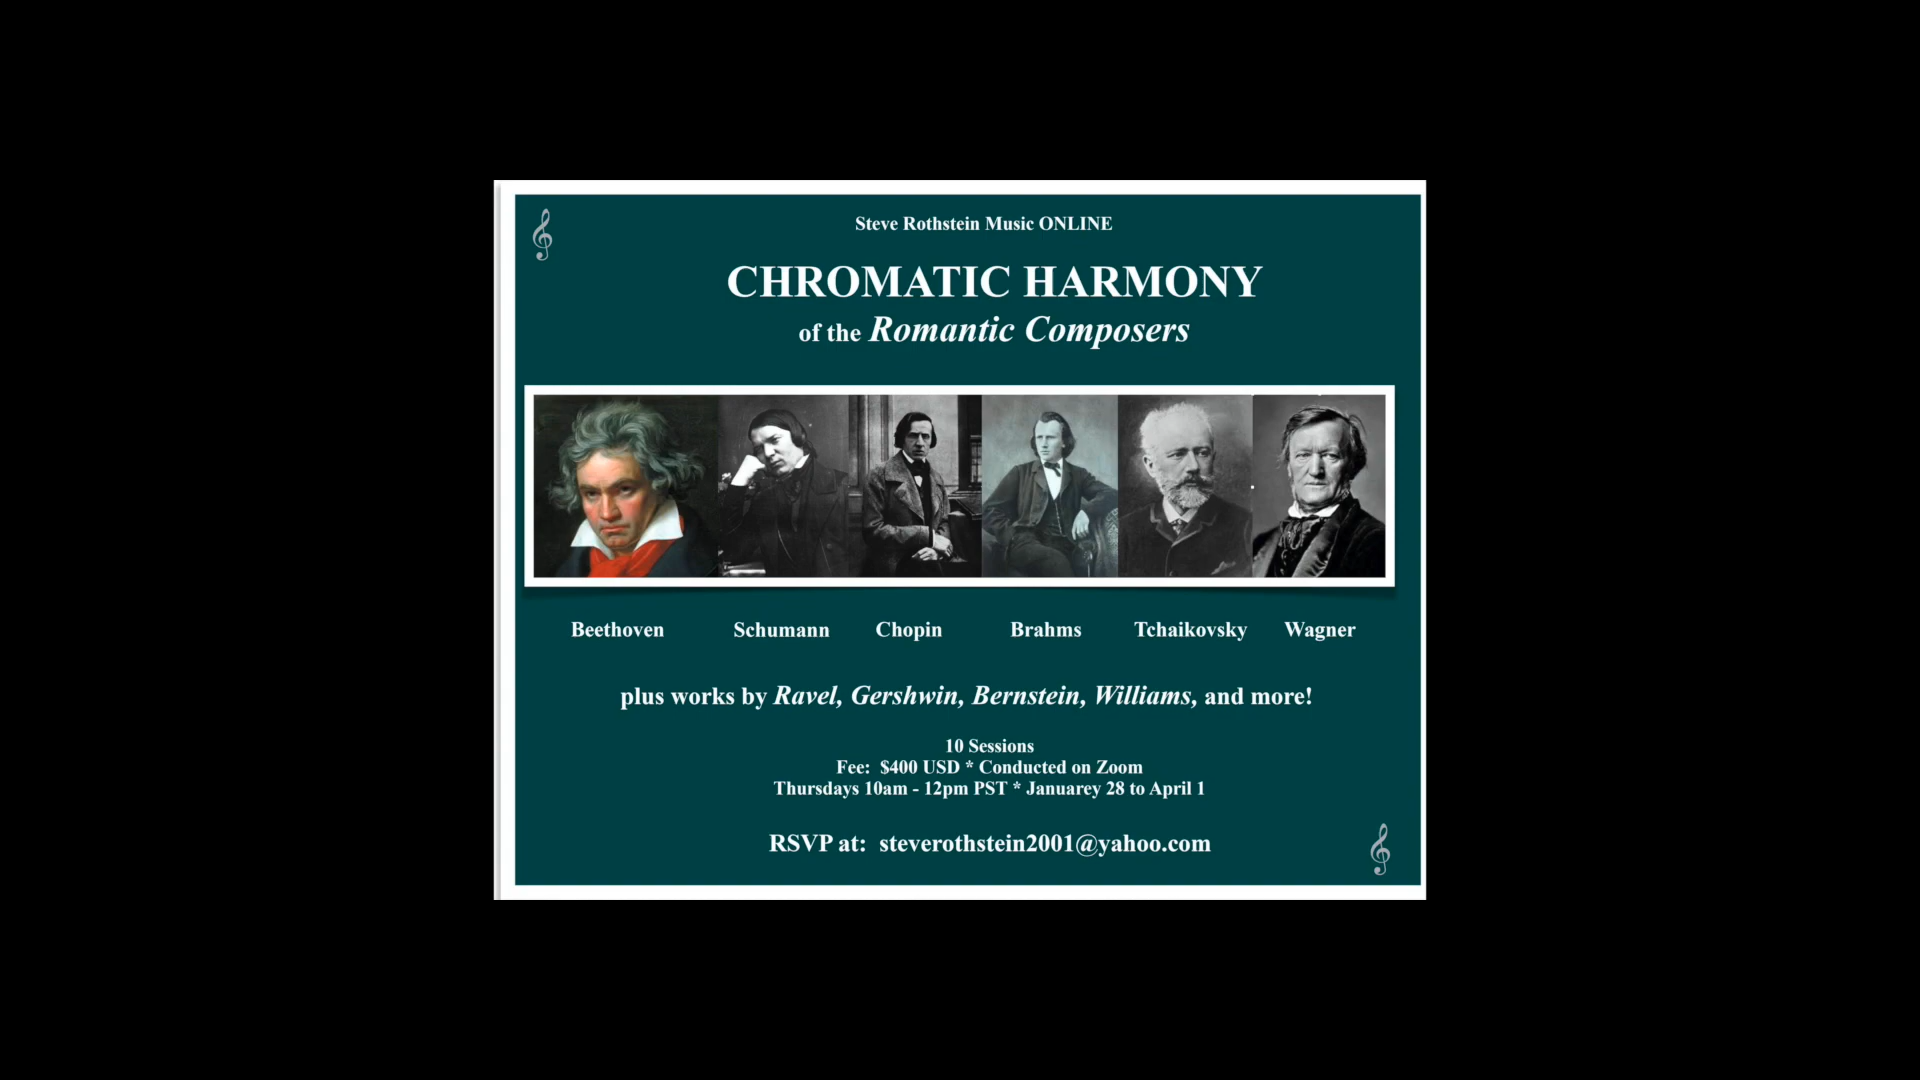 Steve Rothstein Music ONLINE
CHROMATIC HARMONY
of the Romantic Composers
Beethoven Schumann Chopin Brahms Tchaikovsky Wagner
plus works by Ravel, Gershwin, Bernstein, Williams, and more!
10 Sessions
Fee: $400 USD * Conducted on Zoom
Thursdays 10am - 12pm PST * Januarey 28 to April 1
RSVP at: steverothstein2001@yahoo.com